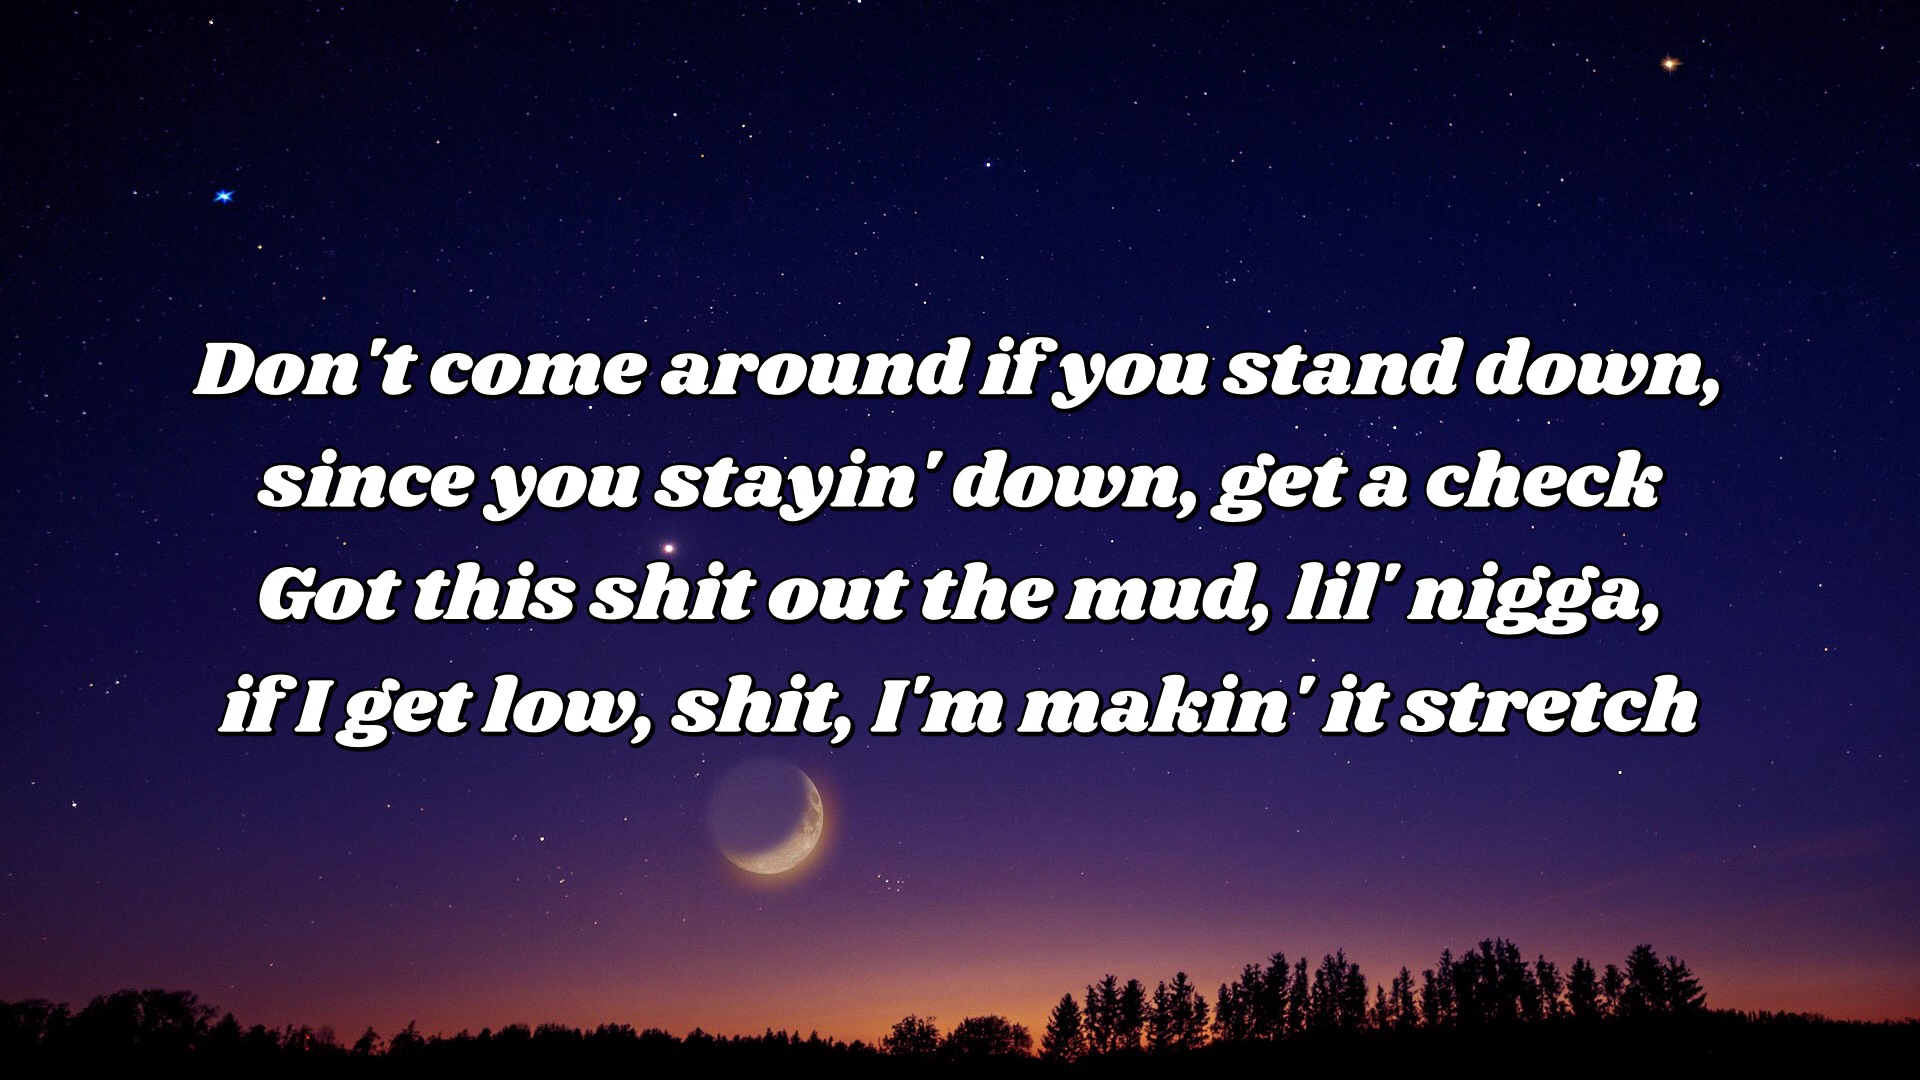 Don't come around if you stand down,
since you stayin' down, get a check
Got this shit out the mud, lil' nigga,
if I get low, shit, I'm makin' it stretch